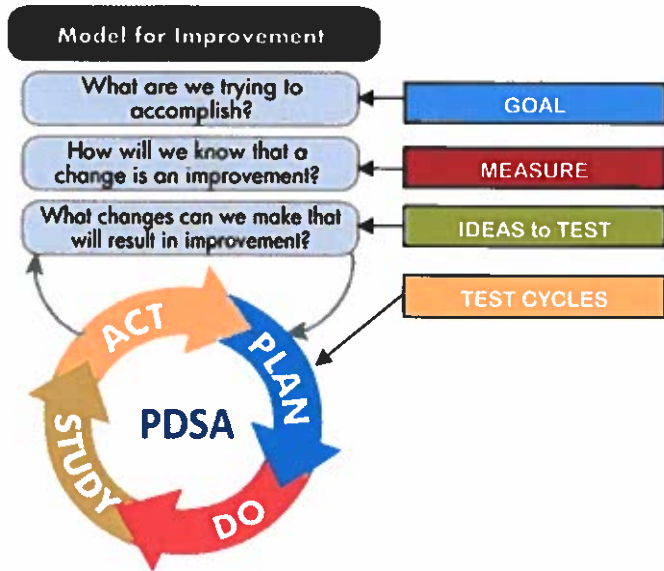 Model for Improvement
What are we trying to
accomplish?
GOAL
How will we know that a
change is an improvement?
MEASURE
What changes can we make that
will result in improvement?
IDEAS to TEST
TEST CYCLES
ACT
PLAN
PDSA
STUDY
DO